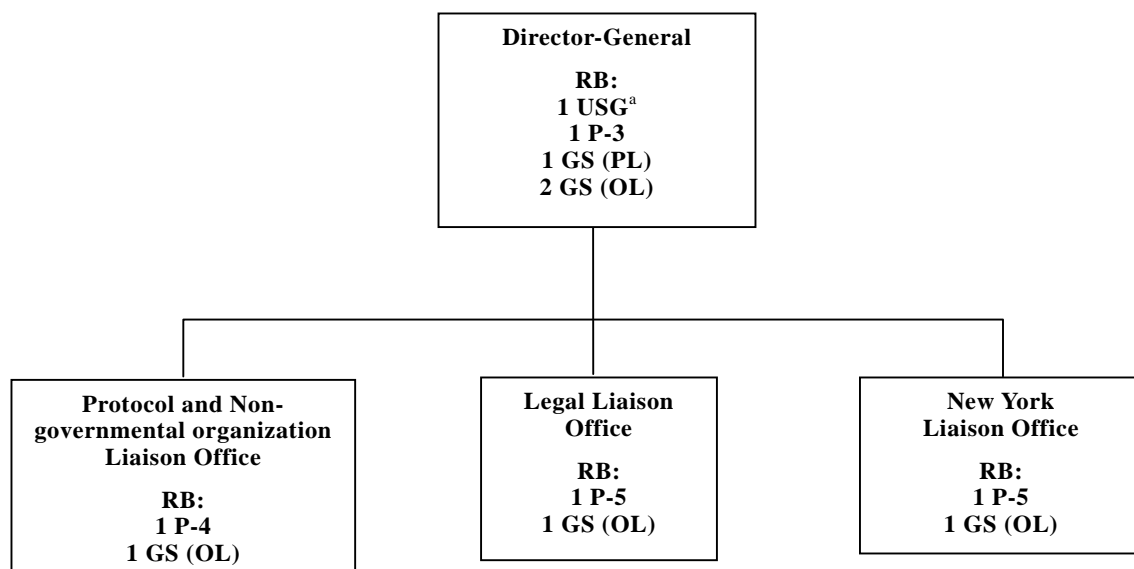 Director-General
RB:
1 USGᵃ
1 P-3
1 GS (PL)
2 GS (OL)
Protocol and Non-
governmental organization
Liaison Office
RB:
1 P-4
1 GS (OL)
Legal Liaison
Office
RB:
1 P-5
1 GS (OL)
New York
Liaison Office
RB:
1 P-5
1 GS (OL)